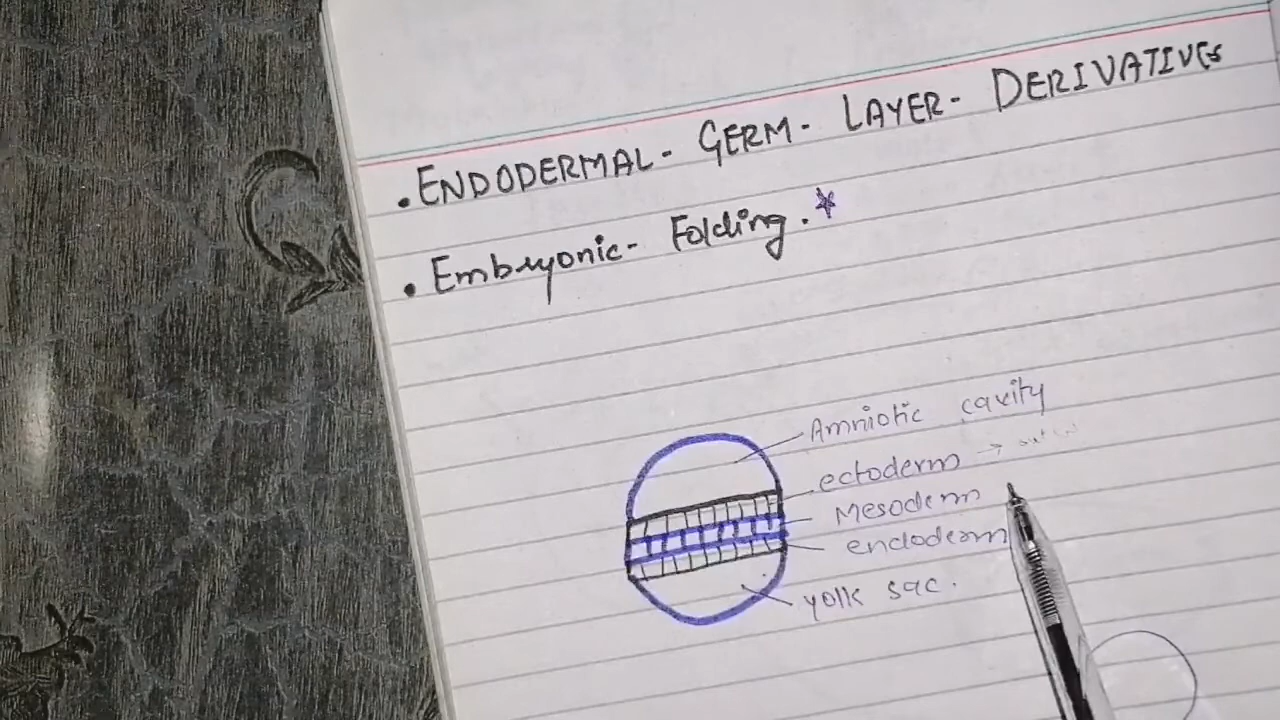 • ENDODERMAL- GERM- LAYER- DERIVATIVES
• Embryonic- Folding. *
Amniotic cavity
ectoderm →
Mesoderm
endoderm
yolk sac.